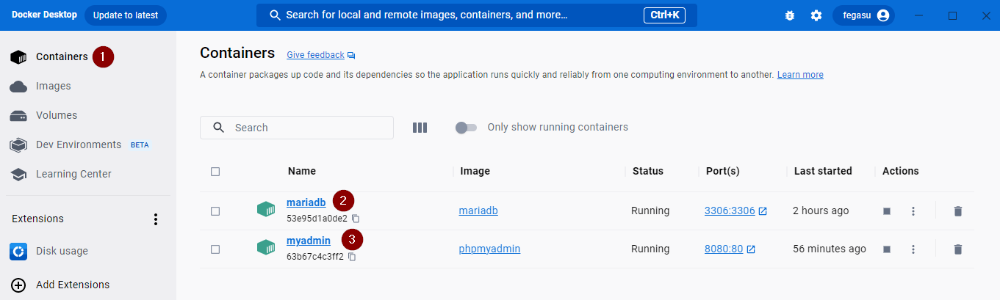 Docker Desktop Update to latest Search for local and remote images, containers, and more... Ctrl+K fegasu
Containers 1
Images
Volumes
Dev Environments BETA
Learning Center
Extensions
Disk usage
Add Extensions
Containers Give feedback
A container packages up code and its dependencies so the application runs quickly and reliably from one computing environment to another. Learn more
Search Only show running containers
Name Image Status Port(s) Last started Actions
mariadb 2 mariadb Running 3306:3306 2 hours ago
53e95d1a0de2
myadmin 3 phpmyadmin Running 8080:80 56 minutes ago
63b67c4c3ff2